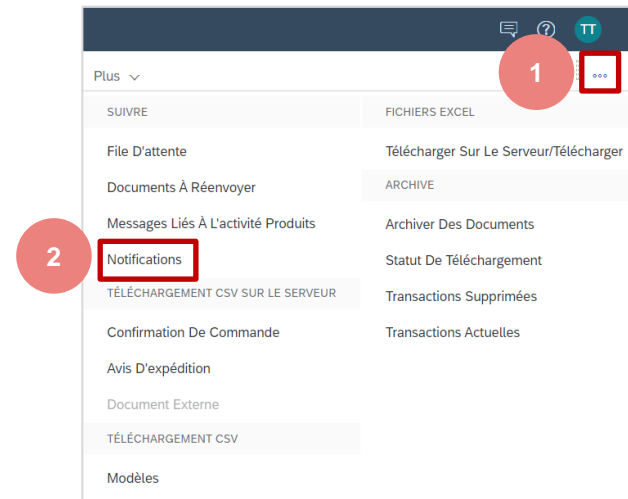 TT
Plus
1
SUIVRE
File D'attente
Documents À Réenvoyer
Messages Liés À L'activité Produits
2
Notifications
TÉLÉCHARGEMENT CSV SUR LE SERVEUR
Confirmation De Commande
Avis D'expédition
Document Externe
TÉLÉCHARGEMENT CSV
Modèles
FICHIERS EXCEL
Télécharger Sur Le Serveur/Télécharger
ARCHIVE
Archiver Des Documents
Statut De Téléchargement
Transactions Supprimées
Transactions Actuelles